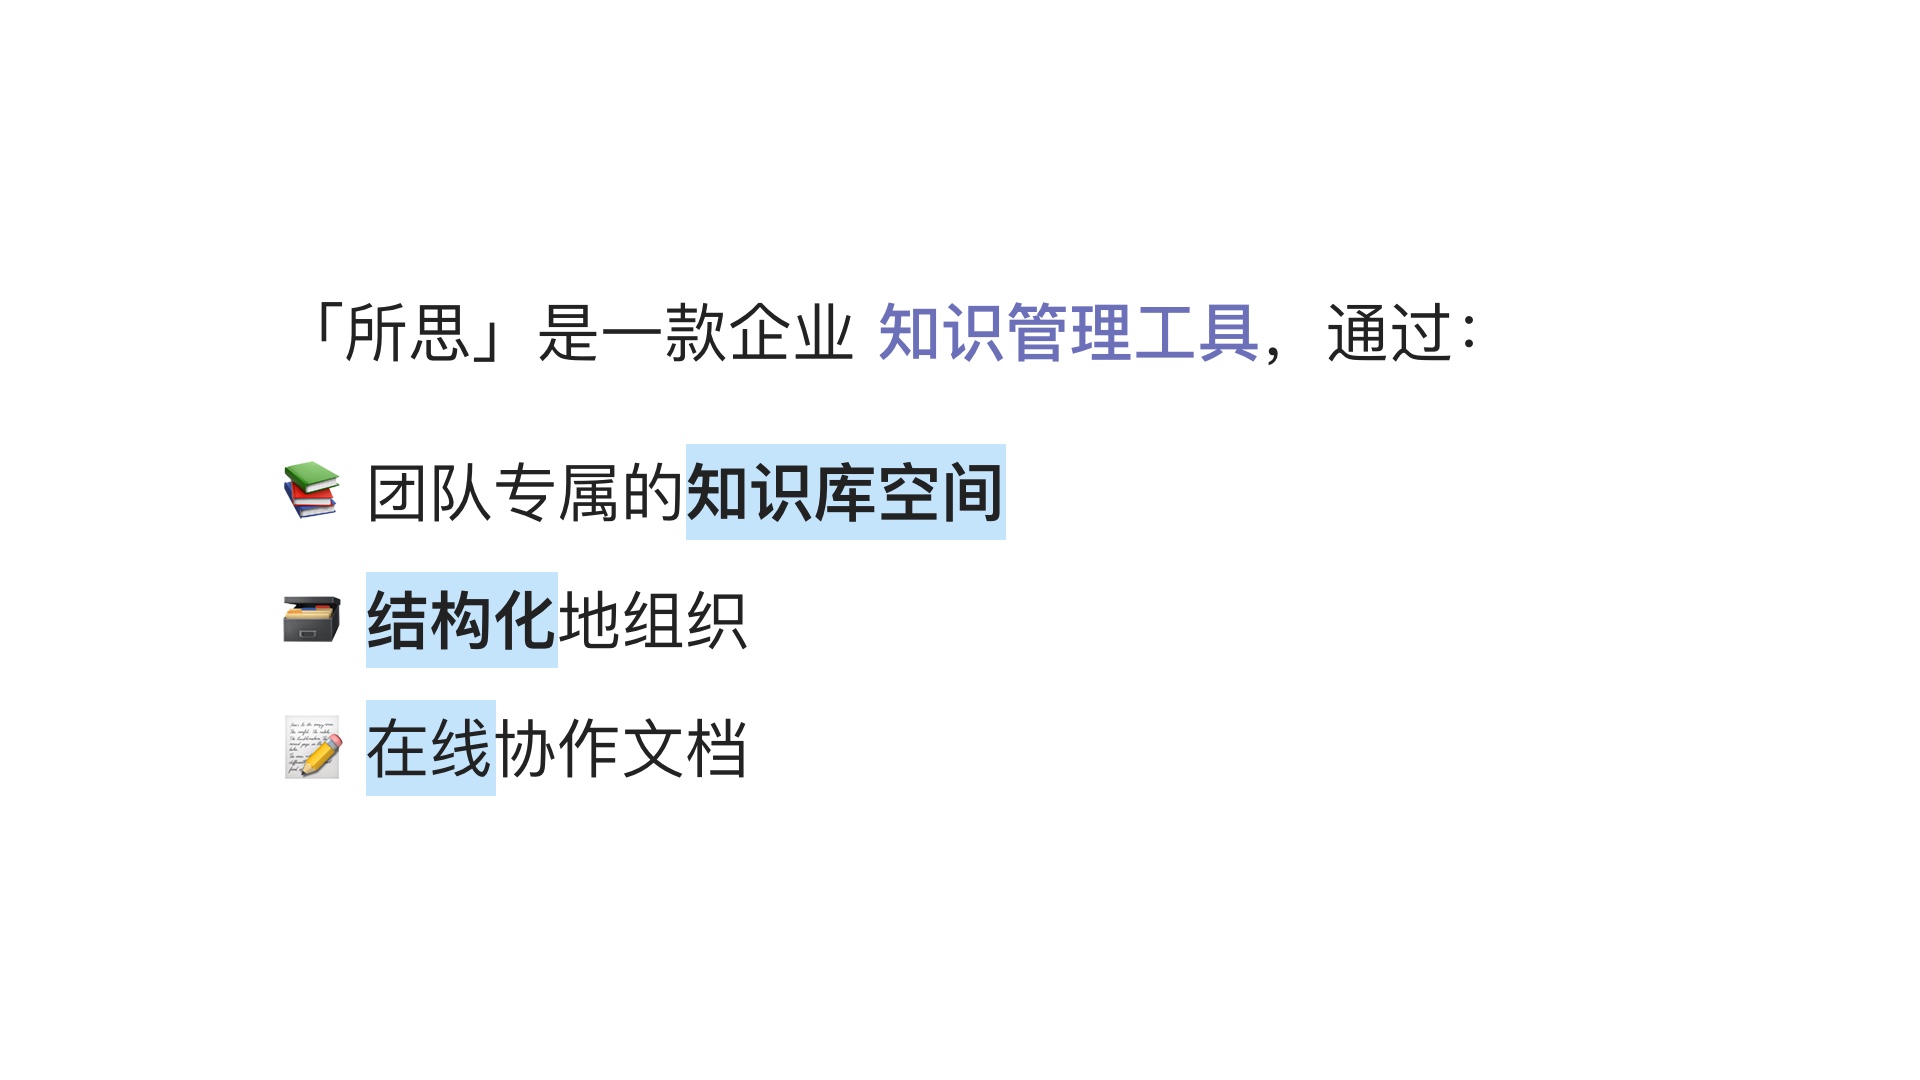 「所思」是一款企业 知识管理工具，通过：
📚 团队专属的知识库空间
🗃️ 结构化地组织
📝 在线协作文档